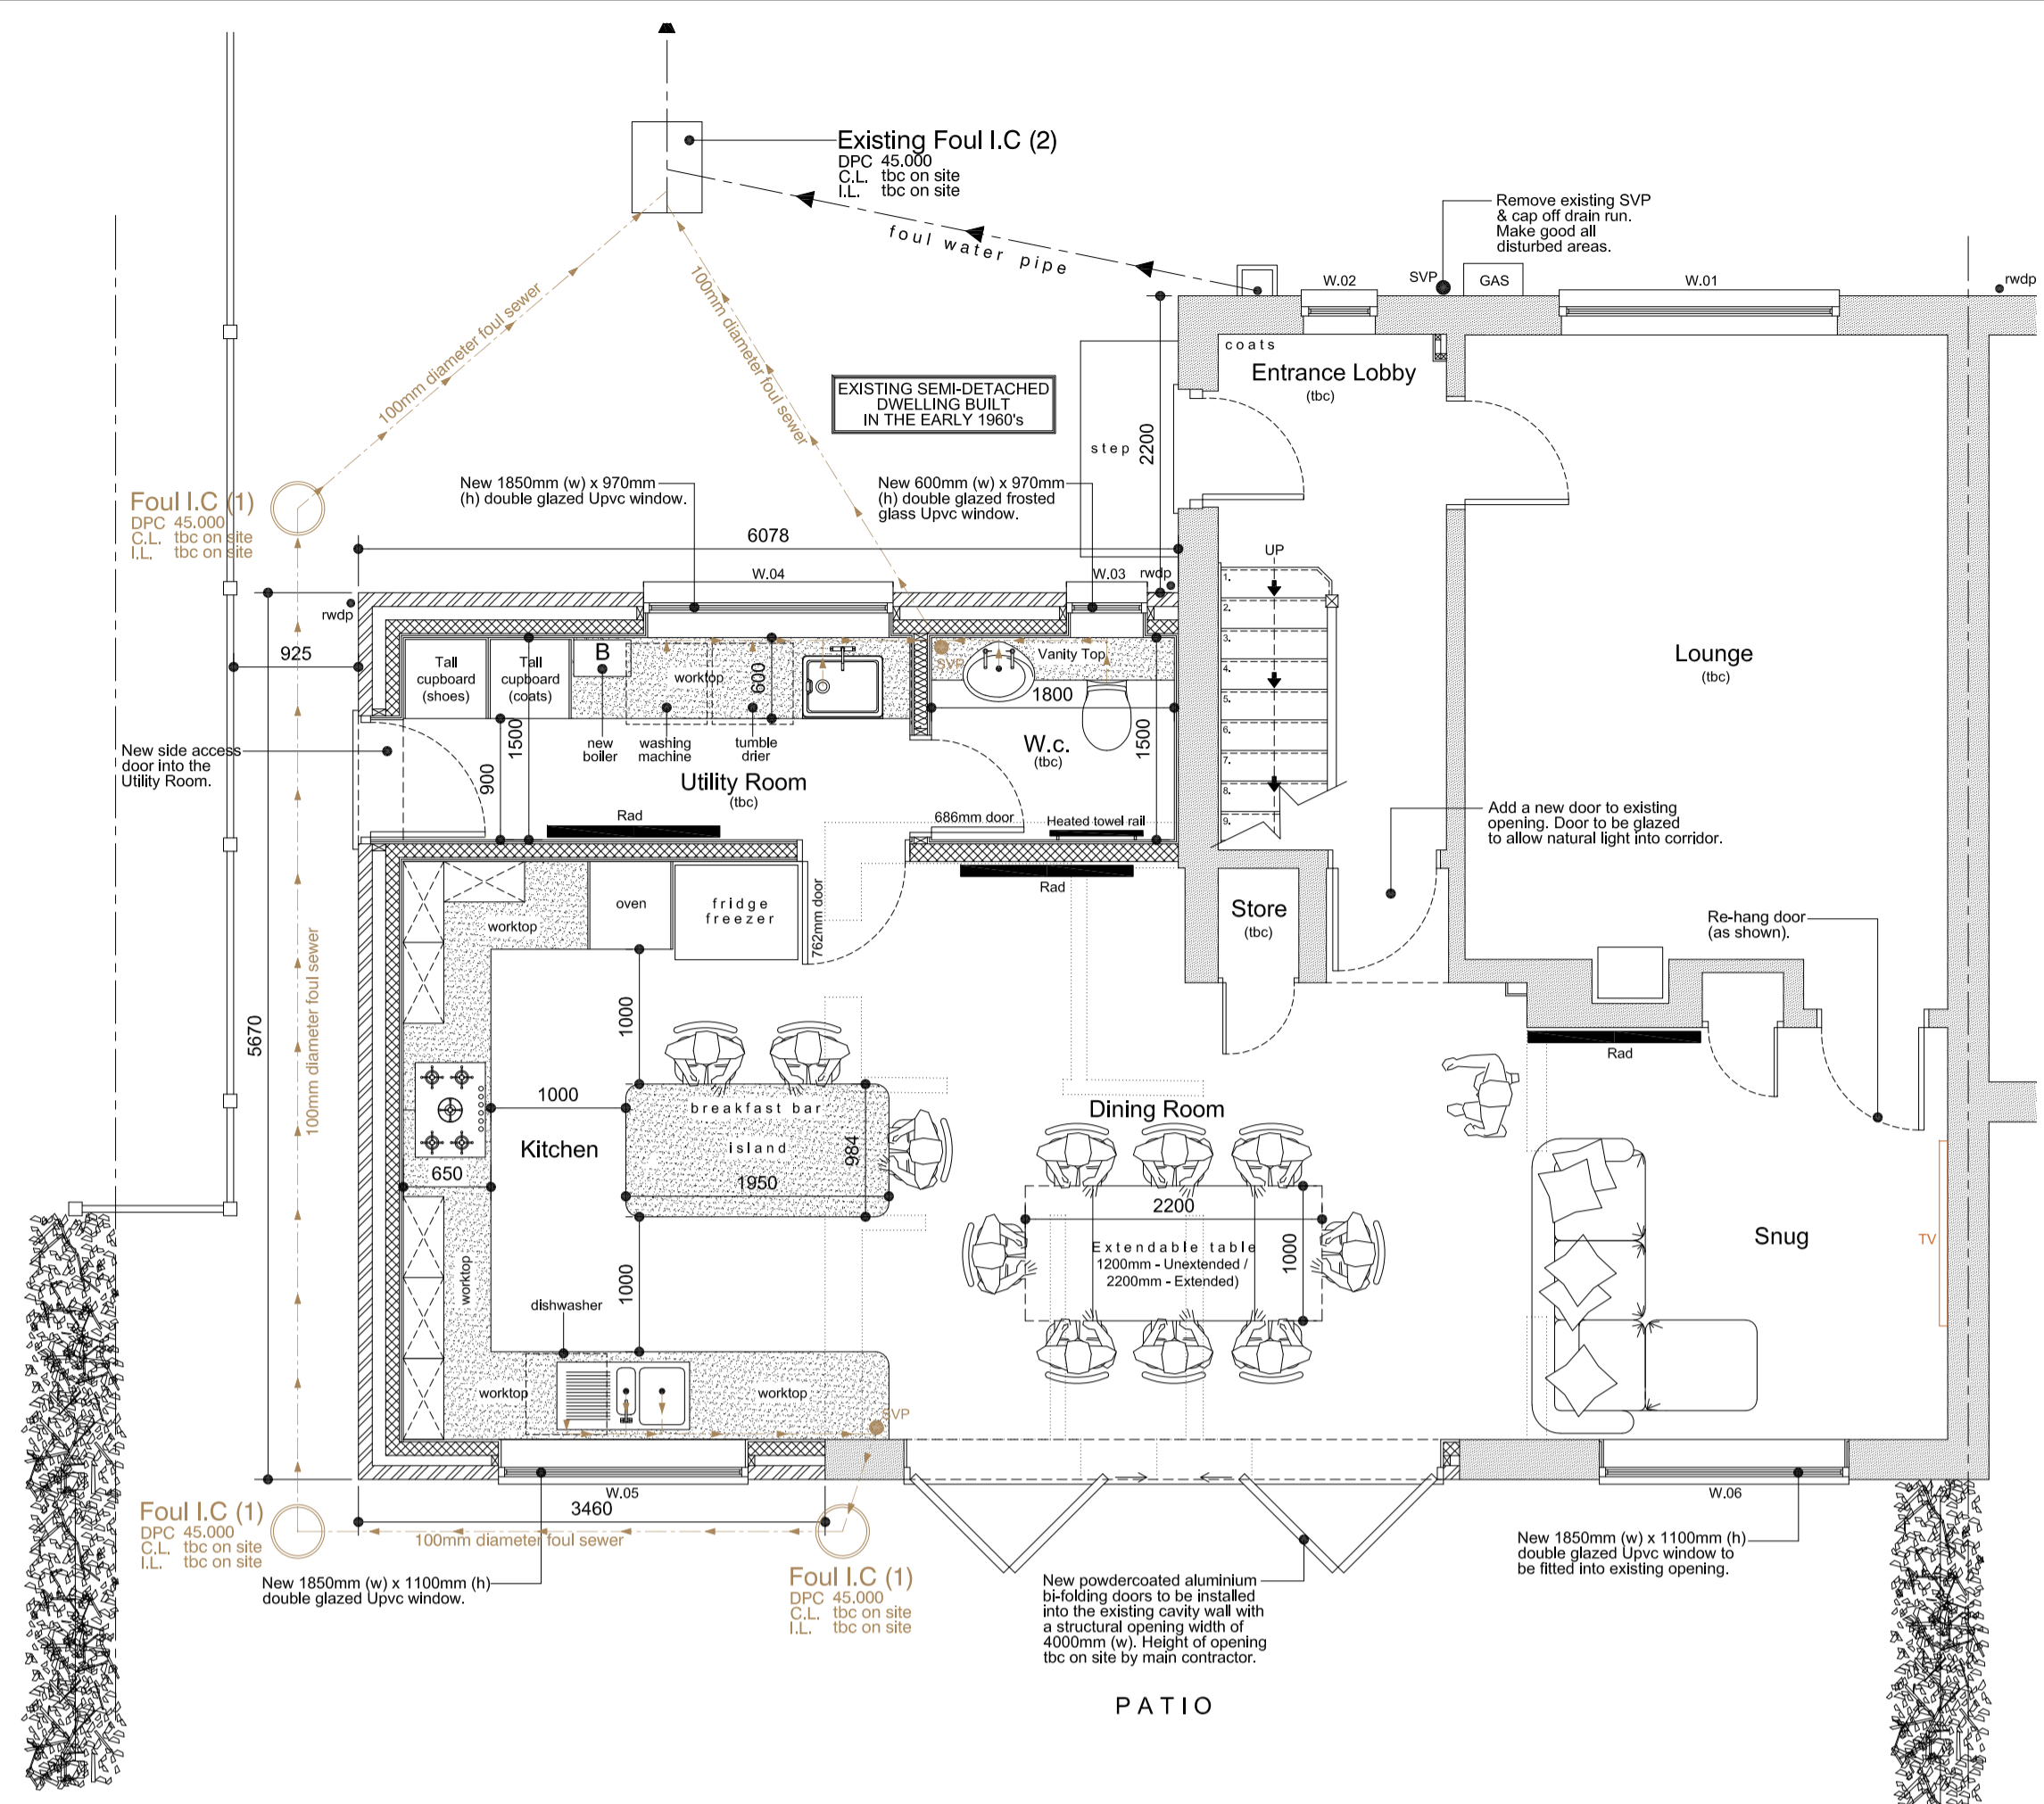 Existing Foul I.C (2)
DPC 45.000
C.L. tbc on site
I.L. tbc on site
foul water pipe
Remove existing SVP
& cap off drain run.
Make good all
disturbed areas.
SVP
GAS
W.02
W.01
rwdp
100mm diameter foul sewer
100mm diameter foul sewer
EXISTING SEMI-DETACHED
DWELLING BUILT
IN THE EARLY 1960's
coats
Entrance Lobby
(tbc)
step
2200
Foul I.C (1)
DPC 45.000
C.L. tbc on site
I.L. tbc on site
New 1850mm (w) x 970mm
(h) double glazed Upvc window.
New 600mm (w) x 970mm
(h) double glazed frosted
glass Upvc window.
6078
UP
W.04
W.03
rwdp
rwdp
925
1.
2.
3.
4.
5.
6.
7.
8.
9.
Tall
cupboard
(shoes)
Tall
cupboard
(coats)
B
worktop
600
SVP
Vanity Top
1800
Lounge
(tbc)
New side access
door into the
Utility Room.
900
1500
new
boiler
washing
machine
tumble
drier
W.c.
(tbc)
1500
Utility Room
(tbc)
Rad
686mm door
Heated towel rail
Add a new door to existing
opening. Door to be glazed
to allow natural light into corridor.
Rad
worktop
oven
fridge
freezer
762mm door
Store
(tbc)
Re-hang door
(as shown).
5670
100mm diameter foul sewer
1000
Rad
1000
breakfast bar
island
984
1950
Kitchen
650
Dining Room
2200
Extendable table
1200mm - Unextended /
2200mm - Extended)
1000
Snug
TV
worktop
1000
dishwasher
worktop
worktop
SVP
W.05
3460
W.06
Foul I.C (1)
DPC 45.000
C.L. tbc on site
I.L. tbc on site
100mm diameter foul sewer
New 1850mm (w) x 1100mm (h)
double glazed Upvc window.
Foul I.C (1)
DPC 45.000
C.L. tbc on site
I.L. tbc on site
New powdercoated aluminium
bi-folding doors to be installed
into the existing cavity wall with
a structural opening width of
4000mm (w). Height of opening
tbc on site by main contractor.
New 1850mm (w) x 1100mm (h)
double glazed Upvc window to
be fitted into existing opening.
PATIO